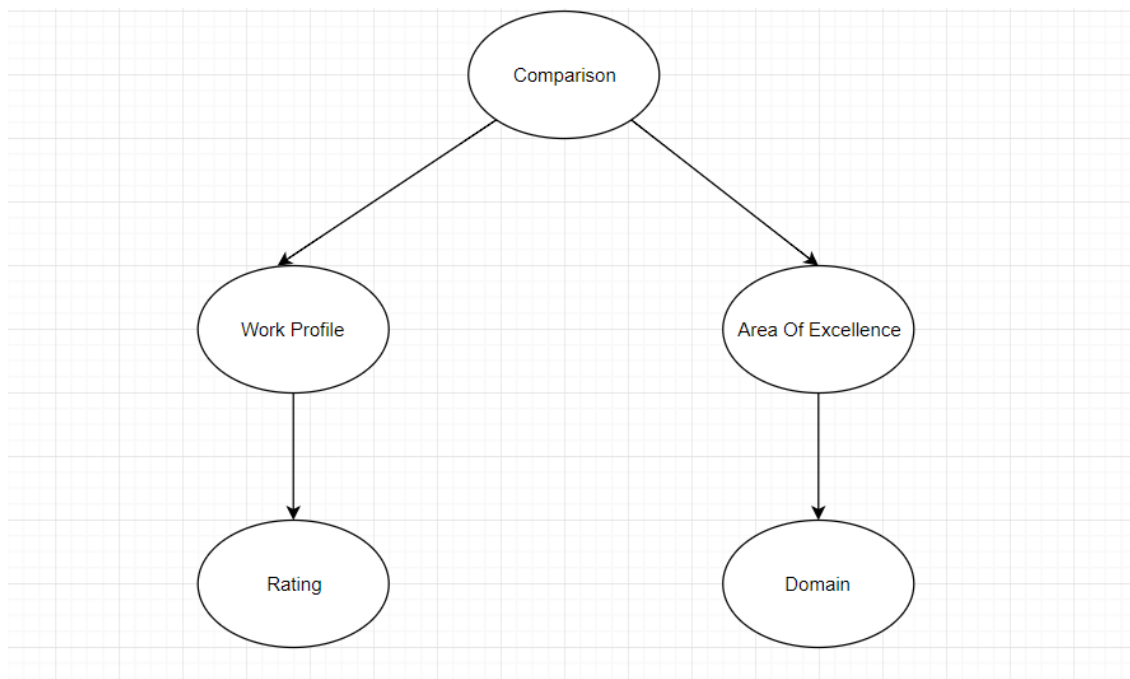 Comparison
Work Profile
Area Of Excellence
Rating
Domain